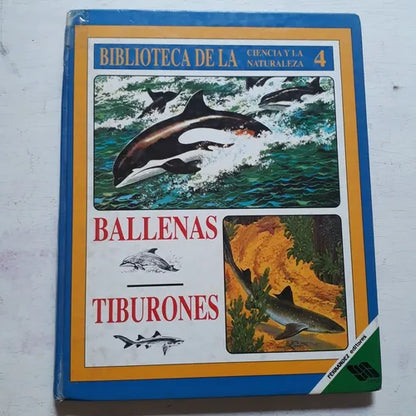 BIBLIOTECA DE LA
CIENCIA Y LA
NATURALEZA
4
BALLENAS
TIBURONES
FERNANDEZ editores